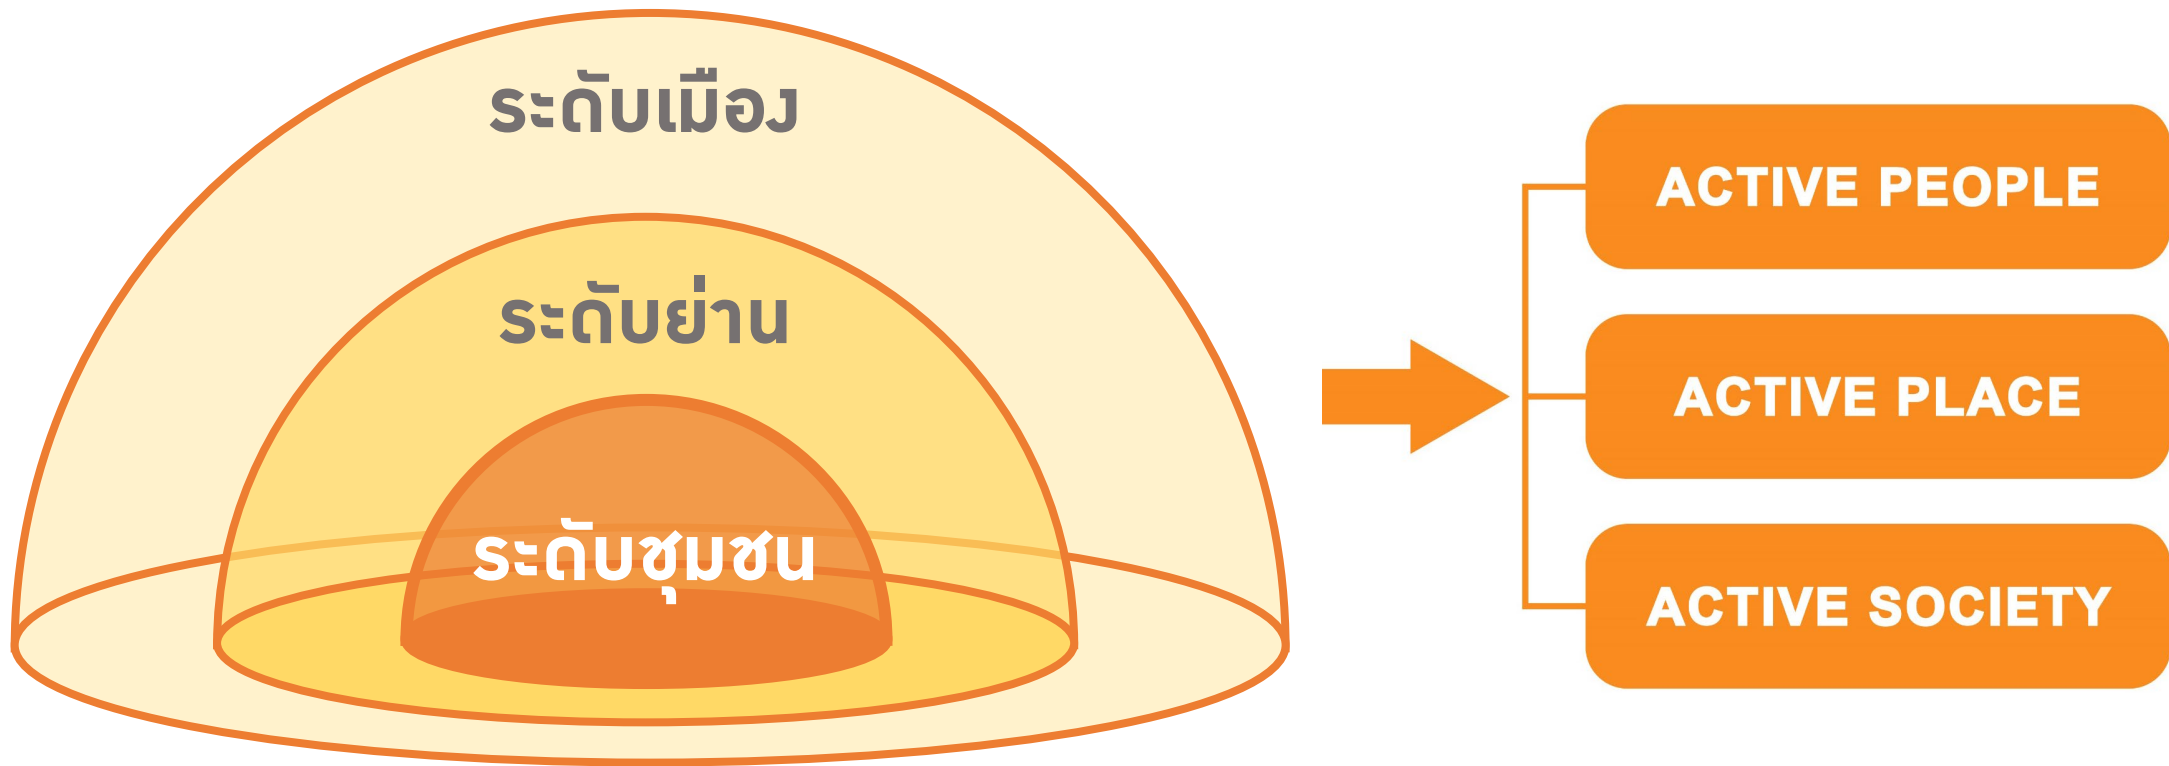 ระดับเมือง
ระดับย่าน
ระดับชุมชน
ACTIVE PEOPLE
ACTIVE PLACE
ACTIVE SOCIETY